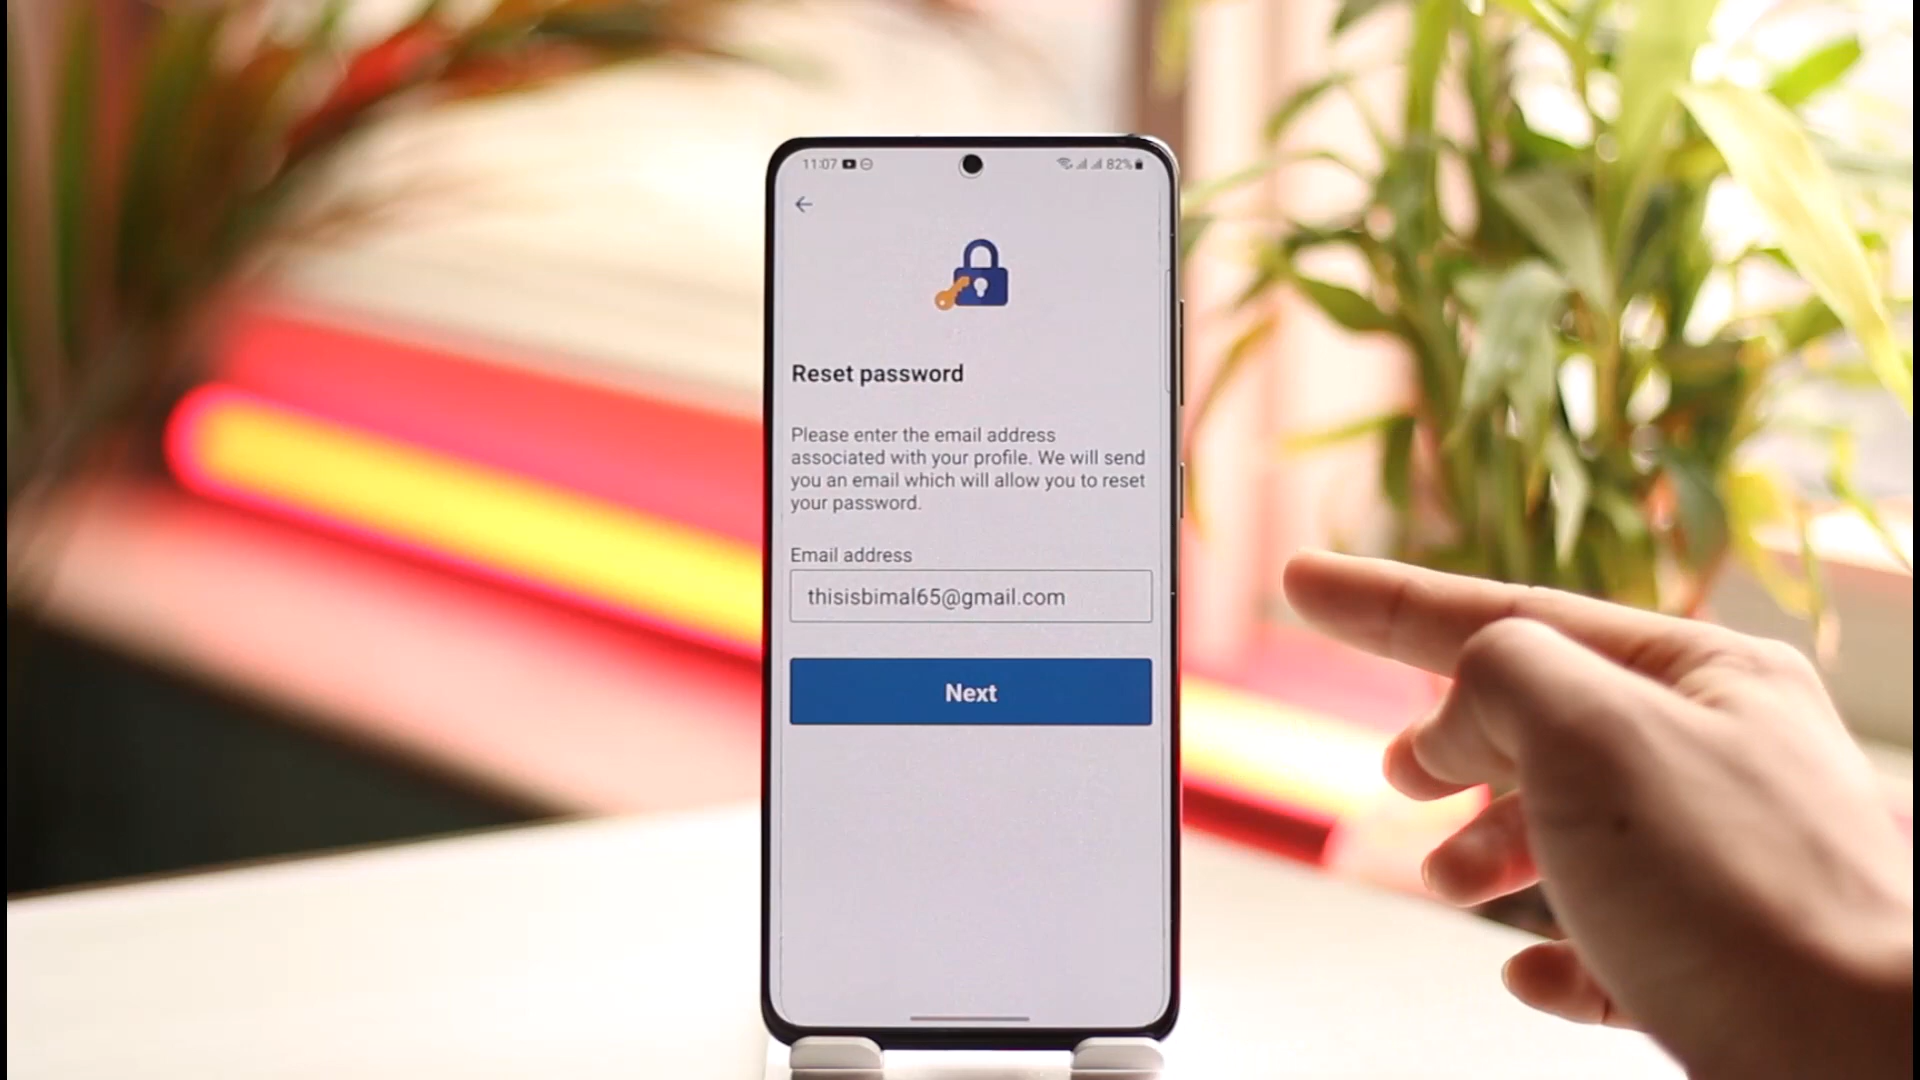 11:07 82%
Reset password
Please enter the email address
associated with your profile. We will send
you an email which will allow you to reset
your password.
Email address
thisisbimal65@gmail.com
Next